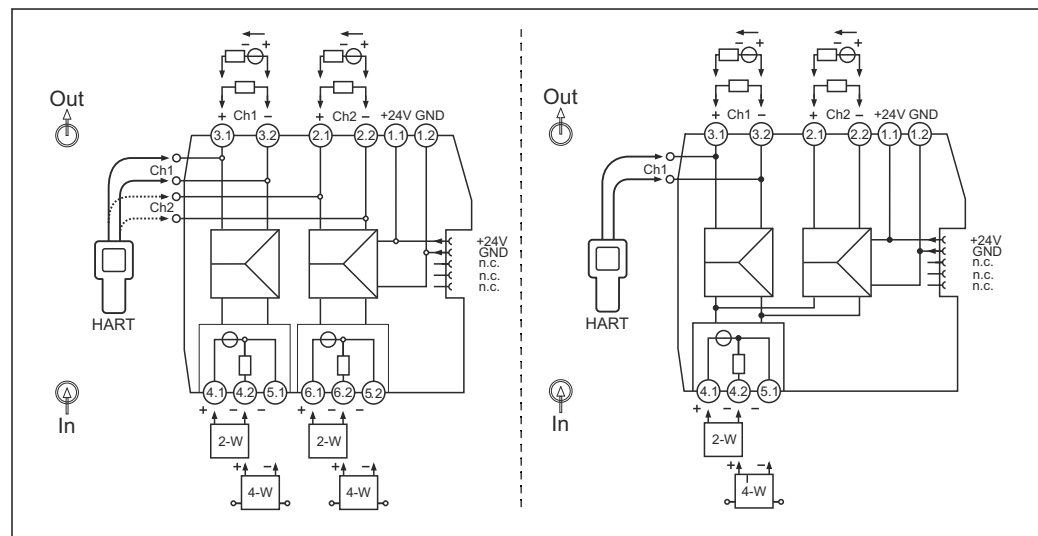 − + − +
Out
+ Ch1 − + Ch2 − +24V GND
3.1 3.2 2.1 2.2 1.1 1.2
Ch1
Ch2
+24V
GND
n.c.
n.c.
n.c.
HART
4.1 4.2 5.1 6.1 6.2 5.2
+ − − + − −
In
2-W 2-W
+ − + −
4-W 4-W
− + − +
Out
+ Ch1 − + Ch2 − +24V GND
3.1 3.2 2.1 2.2 1.1 1.2
Ch1
+24V
GND
n.c.
n.c.
n.c.
HART
4.1 4.2 5.1
+ − −
In
2-W
+ −
4-W